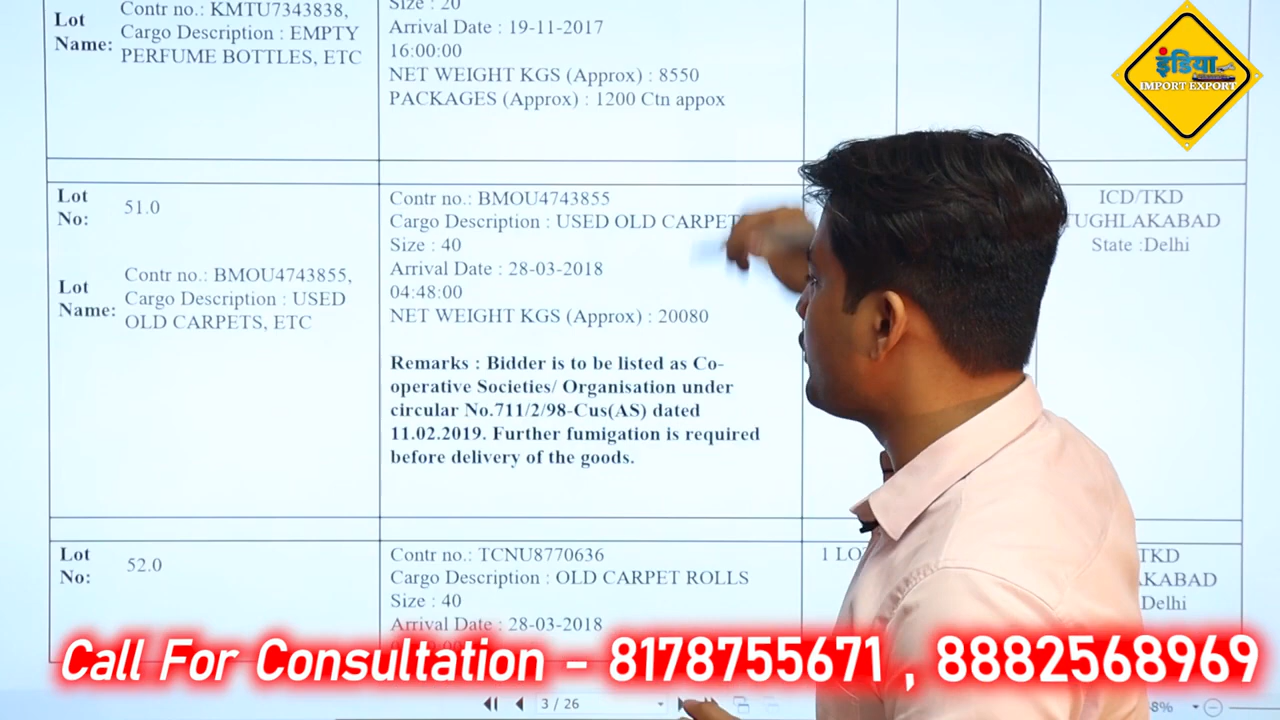 Contr no.: KMTU7343838,
Lot
Name:
Cargo Description : EMPTY
PERFUME BOTTLES, ETC
Size : 20
Arrival Date : 19-11-2017
16:00:00
NET WEIGHT KGS (Approx) : 8550
PACKAGES (Approx) : 1200 Ctn appox
इंडिया
IMPORT EXPORT
Lot
No:
51.0
Lot
Name:
Contr no.: BMOU4743855,
Cargo Description : USED
OLD CARPETS, ETC
Contr no.: BMOU4743855
Cargo Description : USED OLD CARPET
Size : 40
Arrival Date : 28-03-2018
04:48:00
NET WEIGHT KGS (Approx) : 20080
Remarks : Bidder is to be listed as Co-
operative Societies/ Organisation under
circular No.711/2/98-Cus(AS) dated
11.02.2019. Further fumigation is required
before delivery of the goods.
ICD/TKD
TUGHLAKABAD
State :Delhi
Lot
No:
52.0
Contr no.: TCNU8770636
Cargo Description : OLD CARPET ROLLS
Size : 40
Arrival Date : 28-03-2018
1 LO
TKD
KABAD
Delhi
Call For Consultation - 8178755671 , 8882568969
3 / 26
8%